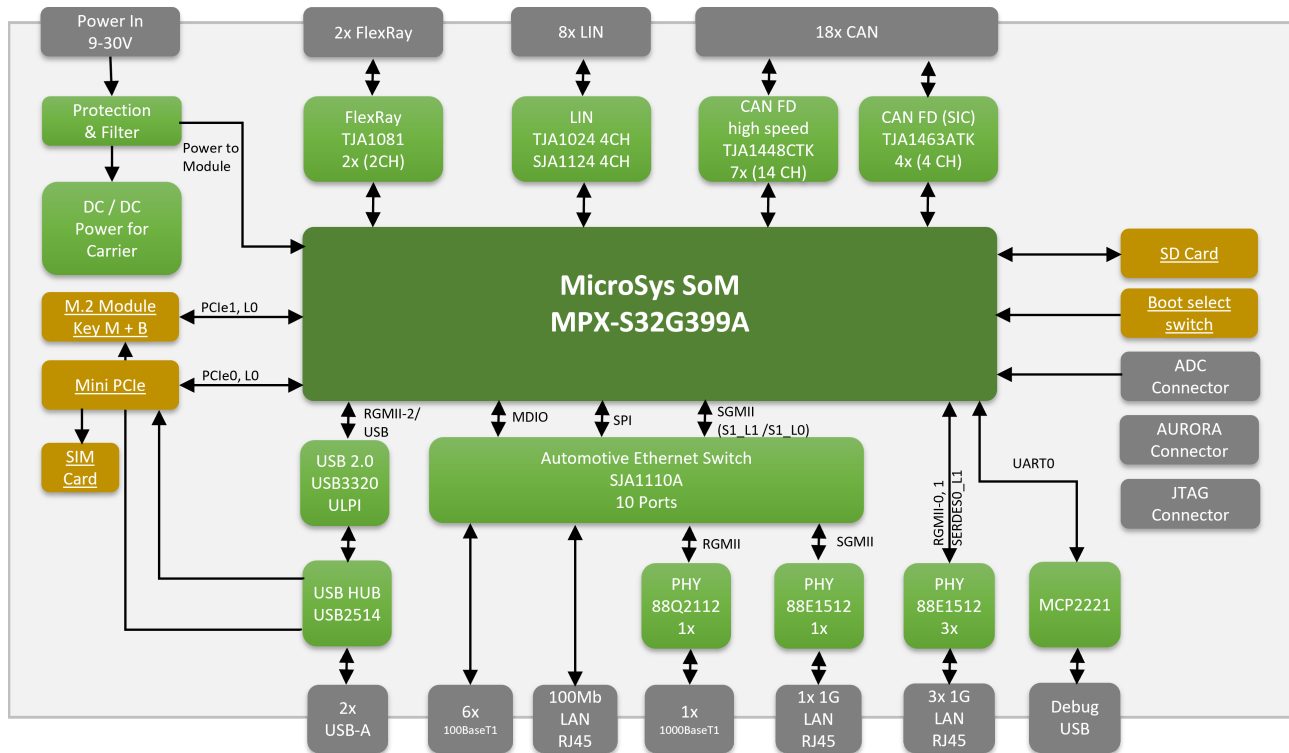 Power In
9-30V
2x FlexRay
8x LIN
18x CAN
Protection
& Filter
FlexRay
TJA1081
2x (2CH)
LIN
TJA1024 4CH
SJA1124 4CH
CAN FD
high speed
TJA1448CTK
7x (14 CH)
CAN FD (SIC)
TJA1463ATK
4x (4 CH)
Power to
Module
DC / DC
Power for
Carrier
MicroSys SoM
MPX-S32G399A
SD Card
M.2 Module
Key M + B
PCIe1, L0
Boot select
switch
Mini PCIe
PCIe0, L0
ADC
Connector
SIM
Card
RGMII-2/
USB
MDIO
SPI
SGMII
(S1_L1 /S1_L0)
AURORA
Connector
USB 2.0
USB3320
ULPI
Automotive Ethernet Switch
SJA1110A
10 Ports
RGMII-0, 1
SERDES0_L1
UART0
JTAG
Connector
RGMII
SGMII
USB HUB
USB2514
PHY
88Q2112
1x
PHY
88E1512
1x
PHY
88E1512
3x
MCP2221
2x
USB-A
6x
100BaseT1
100Mb
LAN
RJ45
1x
1000BaseT1
1x 1G
LAN
RJ45
3x 1G
LAN
RJ45
Debug
USB